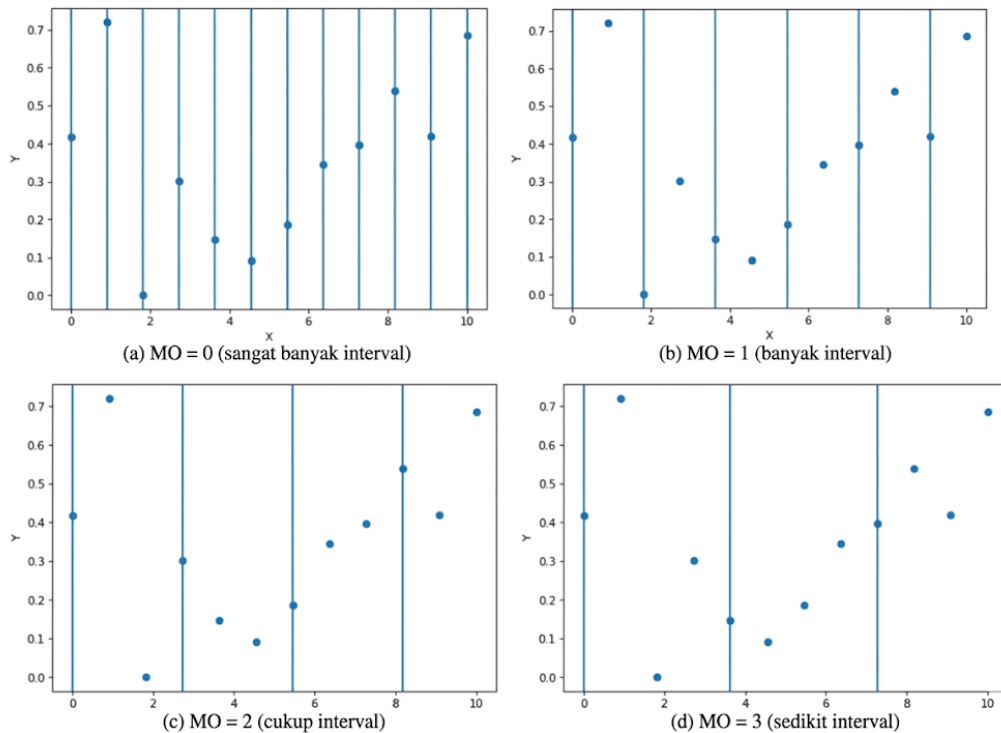 0.7
0.6
0.5
0.4
0.3
0.2
0.1
0.0
Y
0 2 4 6 8 10
X
(a) MO = 0 (sangat banyak interval)
0.7
0.6
0.5
0.4
0.3
0.2
0.1
0.0
Y
0 2 4 6 8 10
X
(b) MO = 1 (banyak interval)
0.7
0.6
0.5
0.4
0.3
0.2
0.1
0.0
Y
0 2 4 6 8 10
(c) MO = 2 (cukup interval)
0.7
0.6
0.5
0.4
0.3
0.2
0.1
0.0
Y
0 2 4 6 8 10
(d) MO = 3 (sedikit interval)